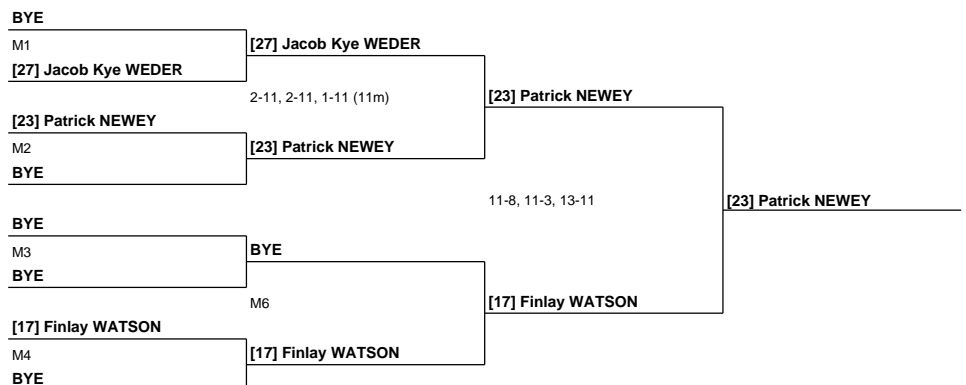 BYE
M1
[27] Jacob Kye WEDER
[27] Jacob Kye WEDER
2-11, 2-11, 1-11 (11m)
[23] Patrick NEWEY
[23] Patrick NEWEY
M2
[23] Patrick NEWEY
BYE
11-8, 11-3, 13-11
[23] Patrick NEWEY
BYE
M3
BYE
BYE
M6
[17] Finlay WATSON
[17] Finlay WATSON
M4
[17] Finlay WATSON
BYE